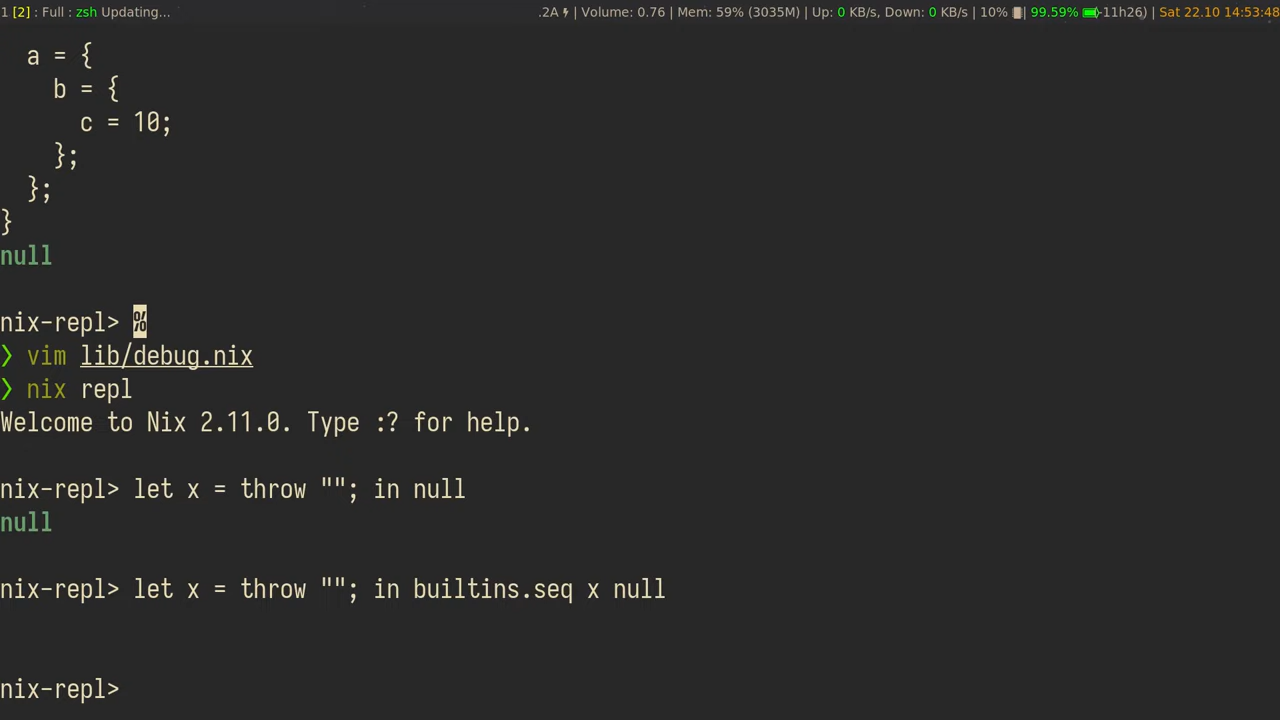 1 [2] : Full : zsh Updating... .2A | Volume: 0.76 | Mem: 59% (3035M) | Up: 0 KB/s, Down: 0 KB/s | 10% | 99.59% -11h26 | Sat 22.10 14:53:48
a = {
b = {
c = 10;
};
};
}
null
nix-repl> %
❯ vim lib/debug.nix
❯ nix repl
Welcome to Nix 2.11.0. Type :? for help.
nix-repl> let x = throw ""; in null
null
nix-repl> let x = throw ""; in builtins.seq x null
nix-repl>